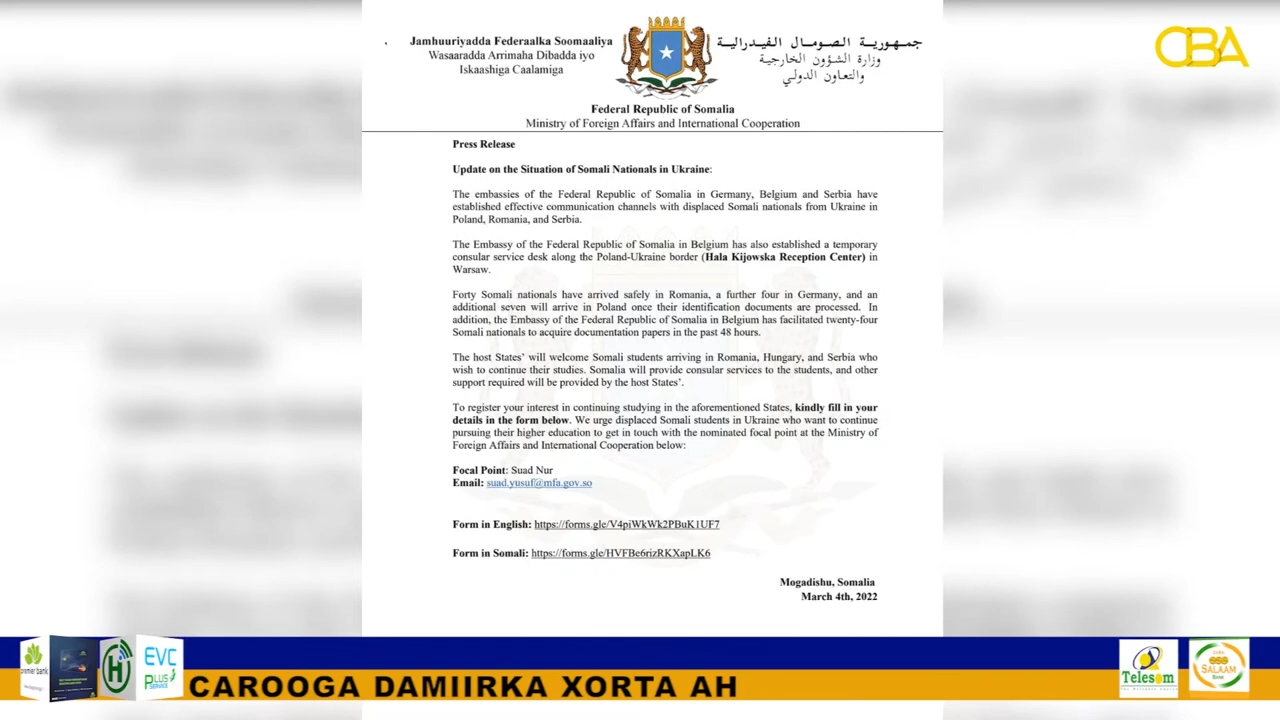 Jamhuuriyadda Federaalka Soomaaliya
Wasaaradda Arrimaha Dibadda iyo
Iskaashiga Caalamiga
جمهورية الصومال الفيدرالية
وزارة الشؤون الخارجية
والتعاون الدولي
CBA
Federal Republic of Somalia
Ministry of Foreign Affairs and International Cooperation
Press Release
Update on the Situation of Somali Nationals in Ukraine:
The embassies of the Federal Republic of Somalia in Germany, Belgium and Serbia have
established effective communication channels with displaced Somali nationals from Ukraine in
Poland, Romania, and Serbia.
The Embassy of the Federal Republic of Somalia in Belgium has also established a temporary
consular service desk along the Poland-Ukraine border (Hala Kijowska Reception Center) in
Warsaw.
Forty Somali nationals have arrived safely in Romania, a further four in Germany, and an
additional seven will arrive in Poland once their identification documents are processed. In
addition, the Embassy of the Federal Republic of Somalia in Belgium has facilitated twenty-four
Somali nationals to acquire documentation papers in the past 48 hours.
The host States' will welcome Somali students arriving in Romania, Hungary, and Serbia who
wish to continue their studies. Somalia will provide consular services to the students, and other
support required will be provided by the host States'.
To register your interest in continuing studying in the aforementioned States, kindly fill in your
details in the form below. We urge displaced Somali students in Ukraine who want to continue
pursuing their higher education to get in touch with the nominated focal point at the Ministry of
Foreign Affairs and International Cooperation below:
Focal Point: Suad Nur
Email: suad.yusuf@mfa.gov.so
Form in English: https://forms.gle/V4piWkWk2PBuK1UF7
Form in Somali: https://forms.gle/HVFBe6rizRKXapLK6
Mogadishu, Somalia
March 4th, 2022
premier bank
EVC
PLUS
SERVICE
Telesom
SALAAM
CAROOGA DAMIIRKA XORTA AH